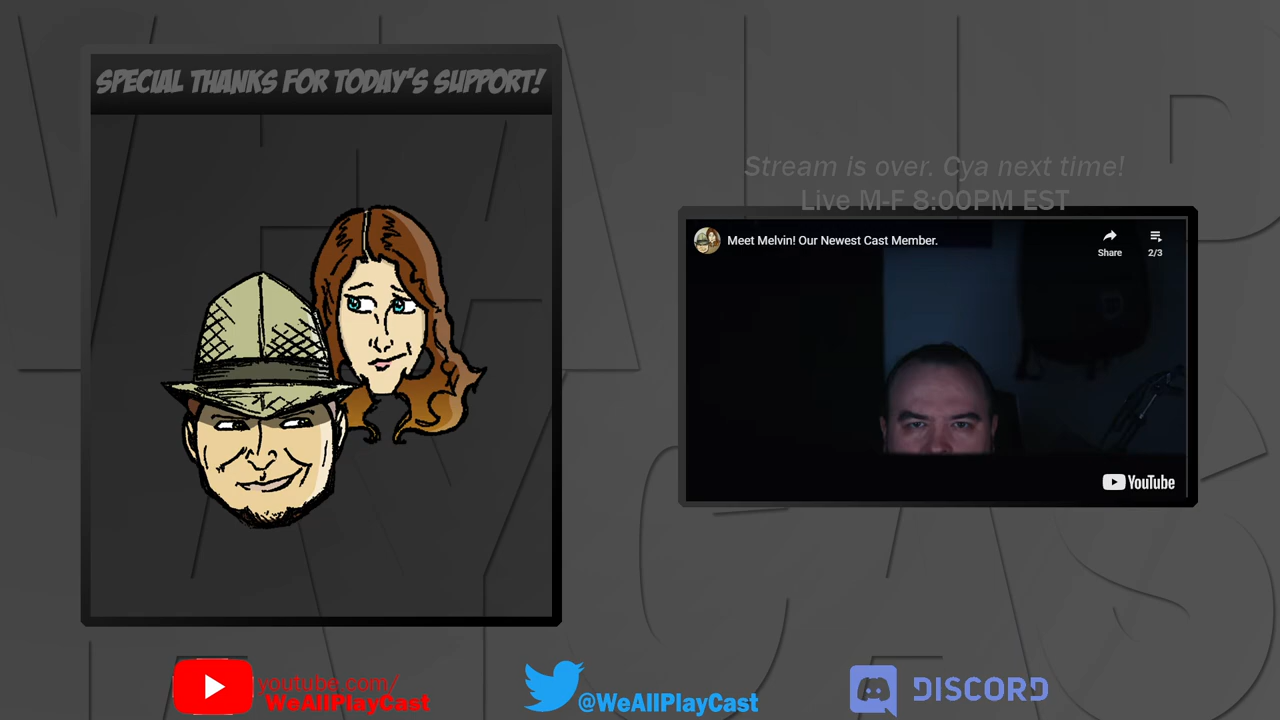 SPECIAL THANKS FOR TODAY'S SUPPORT!
Stream is over. Cya next time!
Live M-F 8:00PM EST
Meet Melvin! Our Newest Cast Member.
Share
2/3
YouTube
youtube.com/
WeAllPlayCast
@WeAllPlayCast
DISCORD